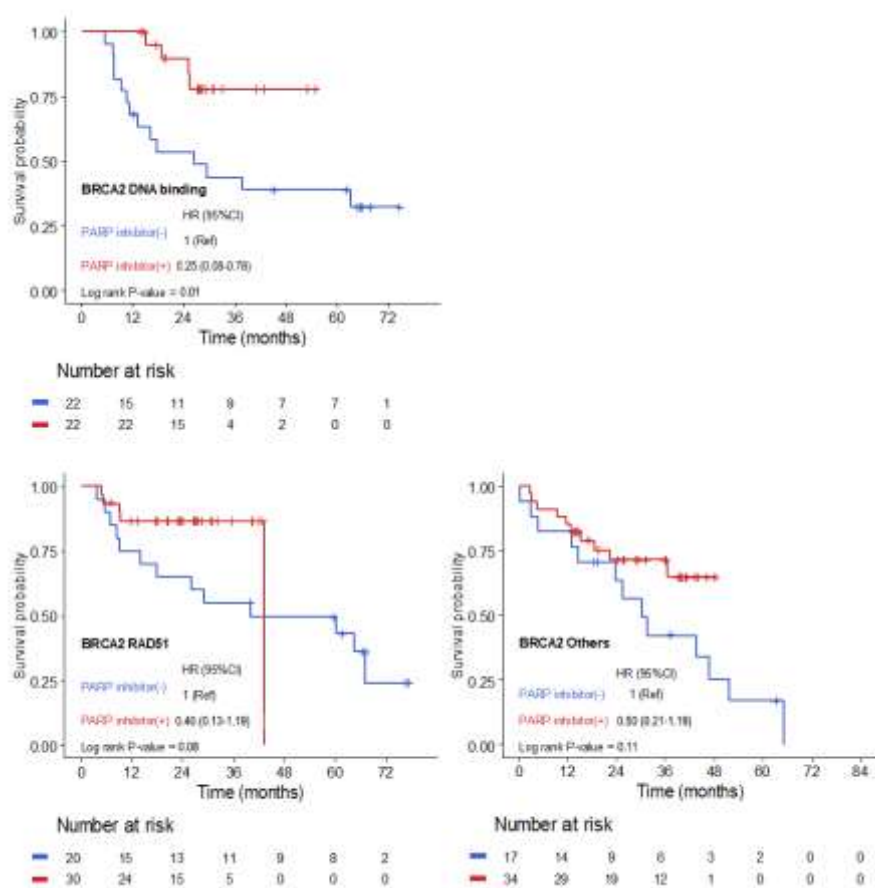 1.00
0.75
0.50
0.25
0.00
Survival probability
BRCA2 DNA binding
HR (95%CI)
PARP inhibitor(-) 1 (Ref)
PARP inhibitor(+) 0.25 (0.08-0.78)
Log rank P-value = 0.01
0 12 24 36 48 60 72
Time (months)
Number at risk
22 15 11 9 7 7 1
22 22 15 4 2 0 0
1.00
0.75
0.50
0.25
0.00
Survival probability
BRCA2 RAD51
HR (95%CI)
PARP inhibitor(-) 1 (Ref)
PARP inhibitor(+) 0.40 (0.13-1.19)
Log rank P-value = 0.08
0 12 24 36 48 60 72
Time (months)
Number at risk
20 15 13 11 9 8 2
30 24 15 5 0 0 0
1.00
0.75
0.50
0.25
0.00
Survival probability
BRCA2 Others
HR (95%CI)
PARP inhibitor(-) 1 (Ref)
PARP inhibitor(+) 0.50 (0.21-1.19)
Log rank P-value = 0.11
0 12 24 36 48 60 72 84
Time (months)
Number at risk
17 14 9 6 3 2 0 0
34 29 19 12 1 0 0 0